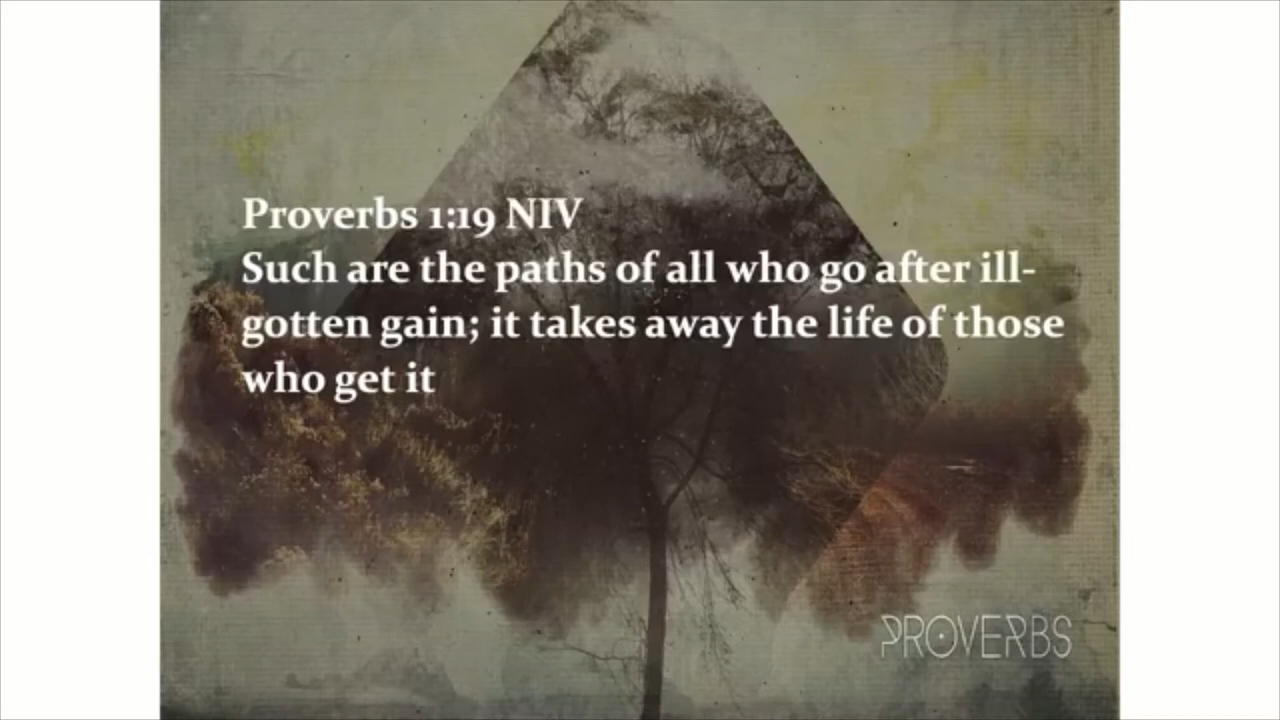 Proverbs 1:19 NIV
Such are the paths of all who go after ill-
gotten gain; it takes away the life of those
who get it
PROVERBS